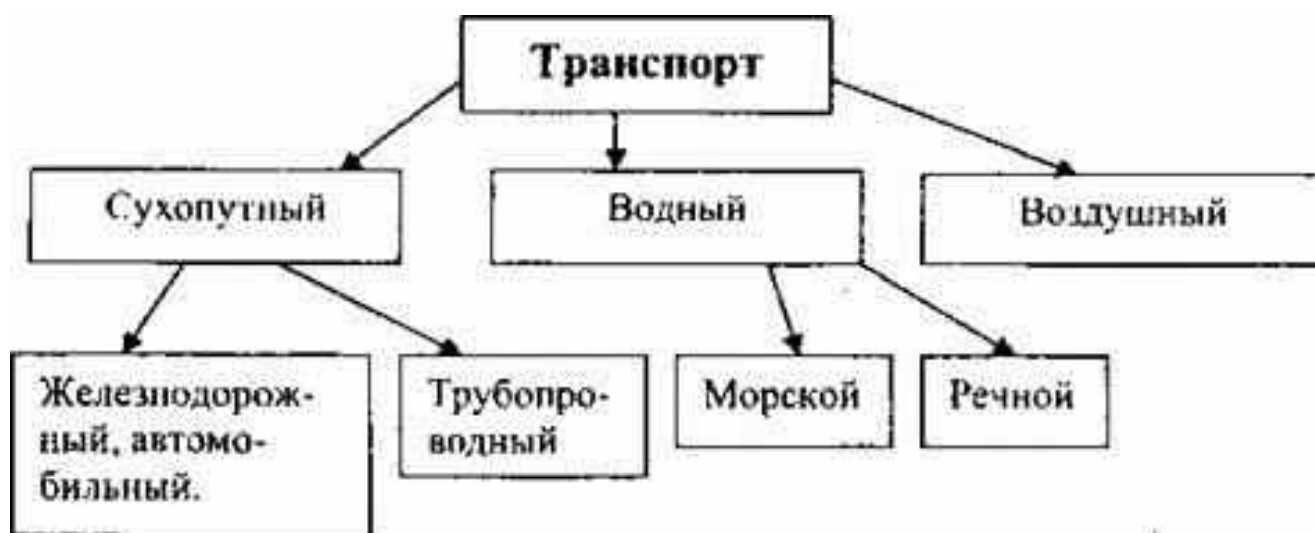 Транспорт
Сухопутный
Водный
Воздушный
Железнодорож-
ный, автомо-
бильный.
Трубопро-
водный
Морской
Речной